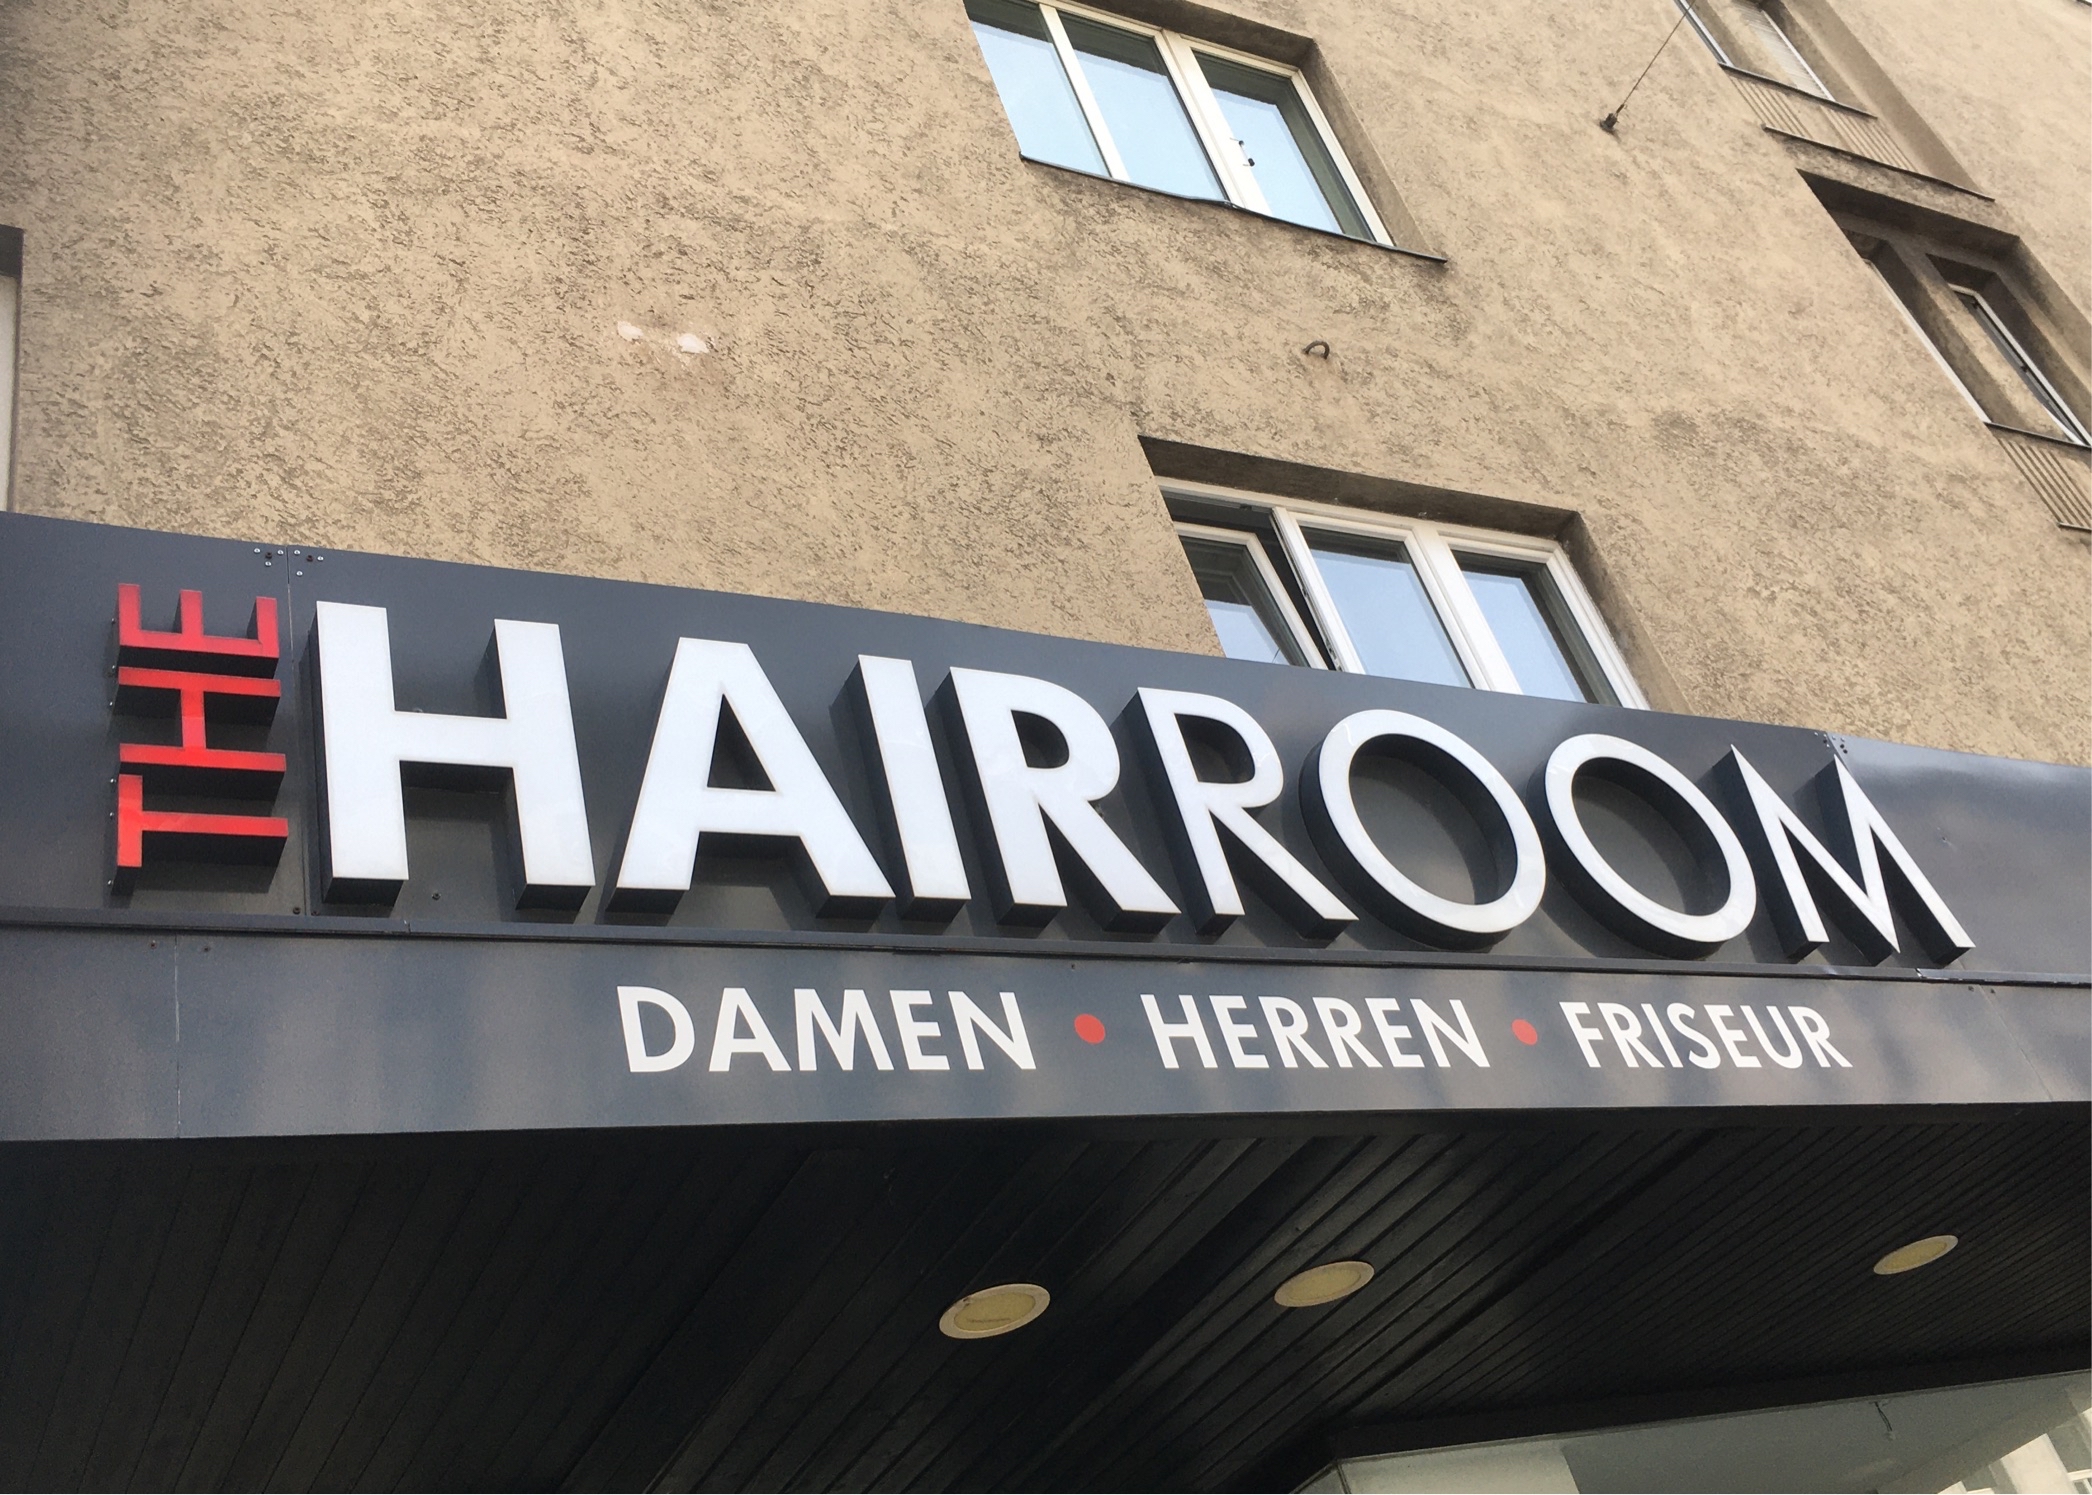 THE
HAIRROOM
DAMEN • HERREN • FRISEUR